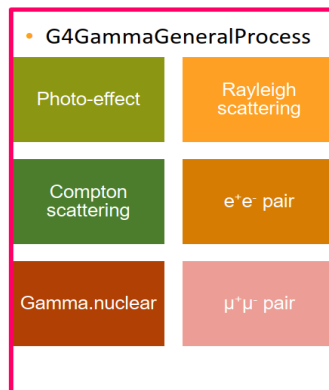 • G4GammaGeneralProcess
Photo-effect
Rayleigh
scattering
Compton
scattering
e⁺e⁻ pair
Gamma.nuclear
μ⁺μ⁻ pair